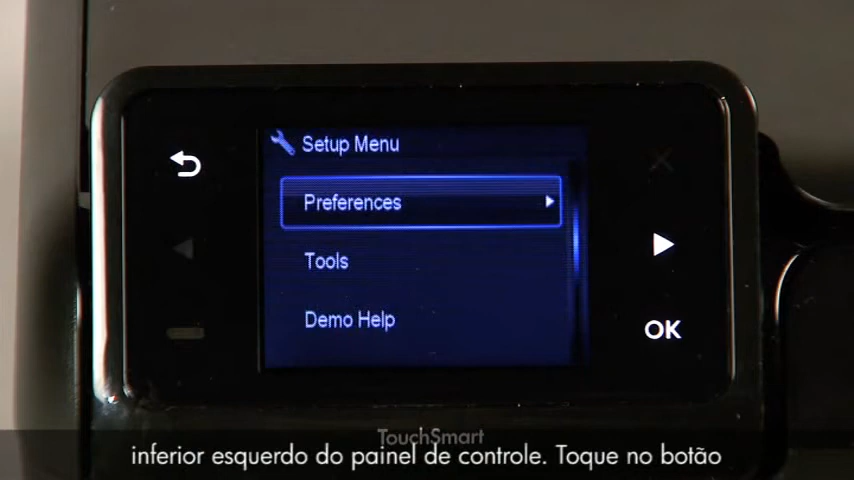 Setup Menu
Preferences
Tools
Demo Help
OK
TouchSmart
inferior esquerdo do painel de controle. Toque no botão